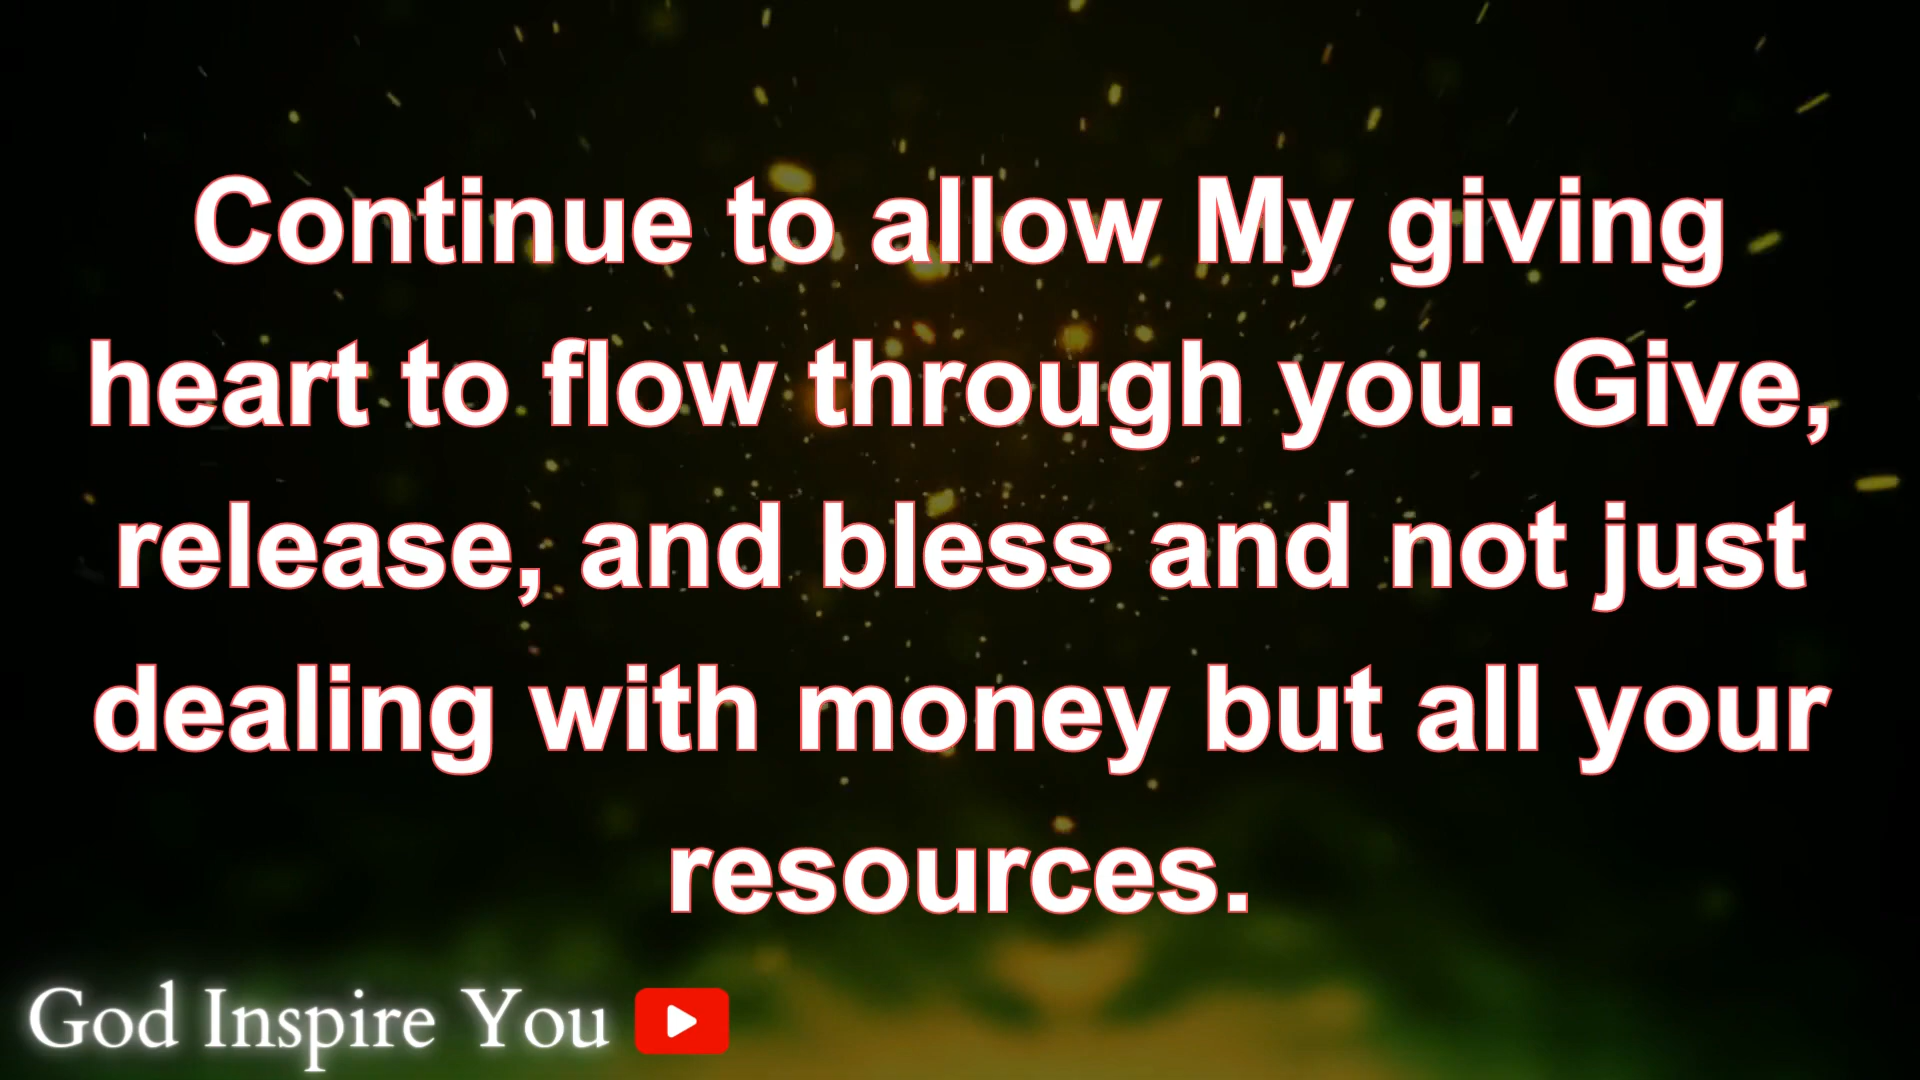 Continue to allow My giving
heart to flow through you. Give,
release, and bless and not just
dealing with money but all your
resources.
God Inspire You